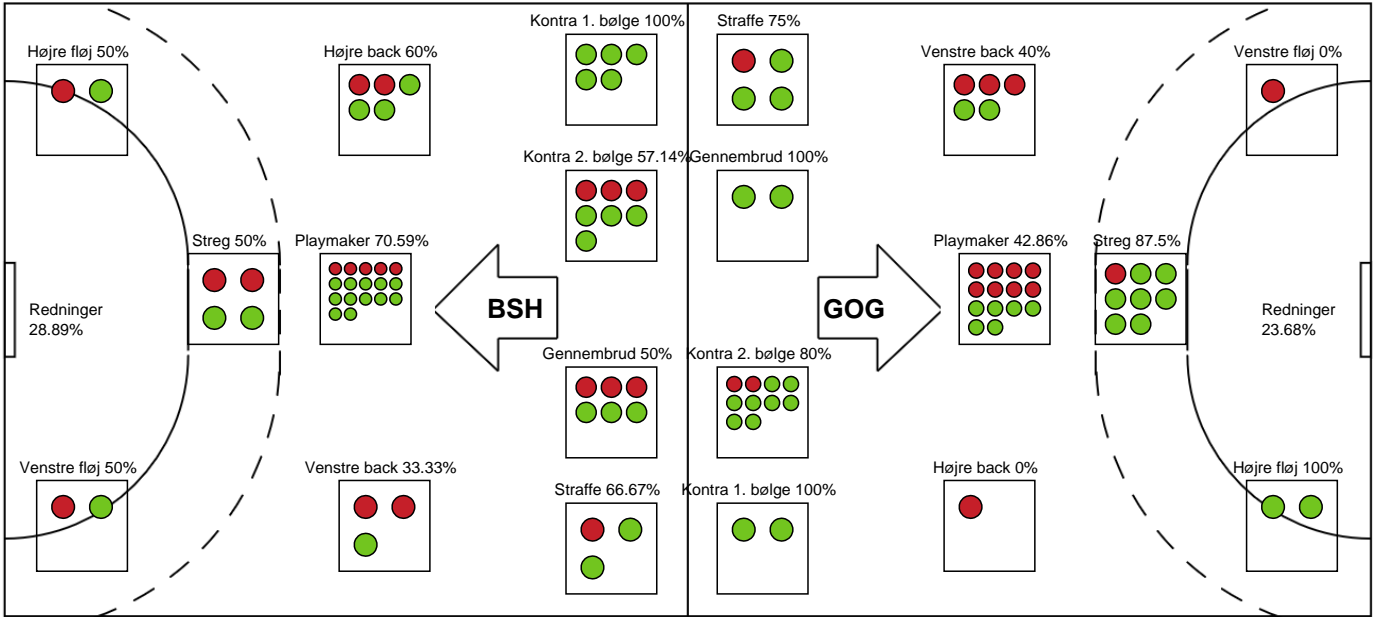 Kontra 1. bølge 100%
Straffe 75%
Højre fløj 50%
Højre back 60%
Venstre back 40%
Venstre fløj 0%
Kontra 2. bølge 57.14%
Gennembrud 100%
Streg 50%
Playmaker 70.59%
Playmaker 42.86%
Streg 87.5%
Redninger
28.89%
BSH
GOG
Redninger
23.68%
Gennembrud 50%
Kontra 2. bølge 80%
Venstre fløj 50%
Venstre back 33.33%
Højre back 0%
Højre fløj 100%
Straffe 66.67%
Kontra 1. bølge 100%